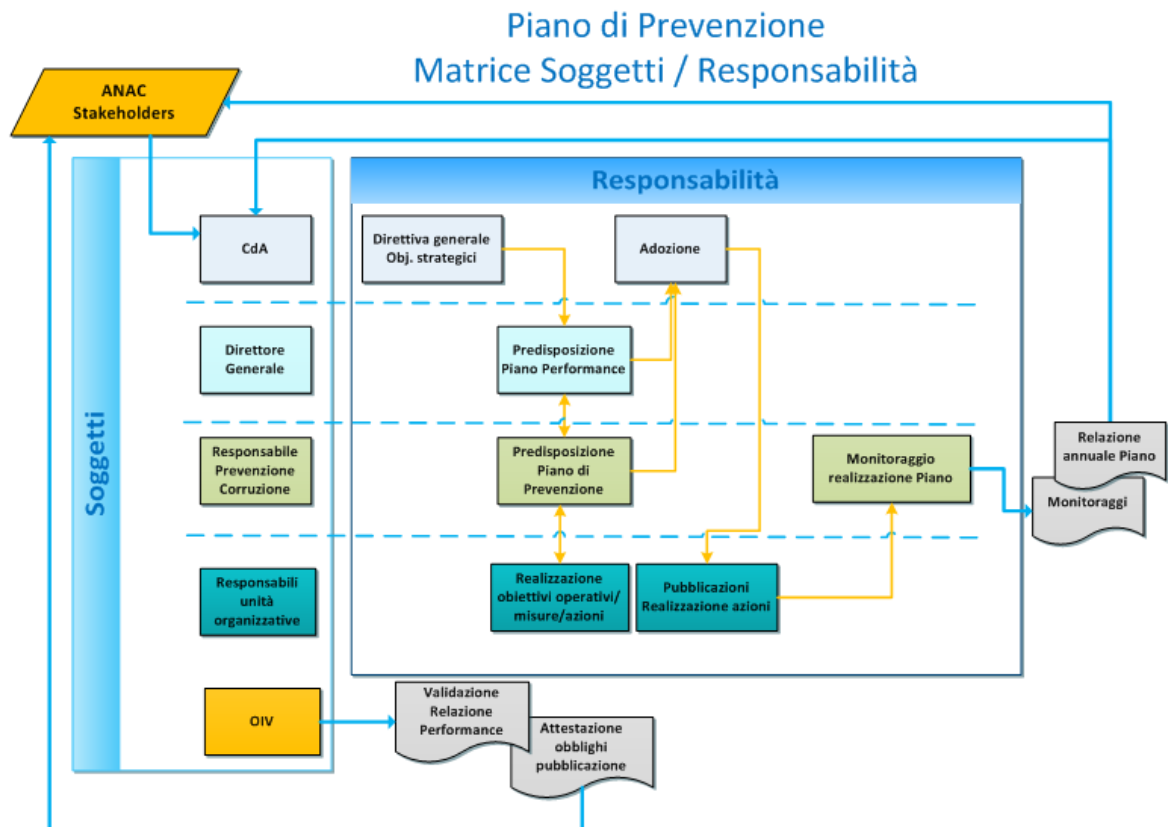 Piano di Prevenzione
Matrice Soggetti / Responsabilità
ANAC
Stakeholders
Soggetti
Responsabilità
CdA
Direttiva generale
Obj. strategici
Adozione
Direttore
Generale
Predisposizione
Piano Performance
Responsabile
Prevenzione
Corruzione
Predisposizione
Piano di
Prevenzione
Monitoraggio
realizzazione Piano
Relazione
annuale Piano
Monitoraggi
Responsabili
unità
organizzative
Realizzazione
obiettivi operativi/
misure/azioni
Pubblicazioni
Realizzazione azioni
OIV
Validazione
Relazione
Performance
Attestazione
obblighi
pubblicazione